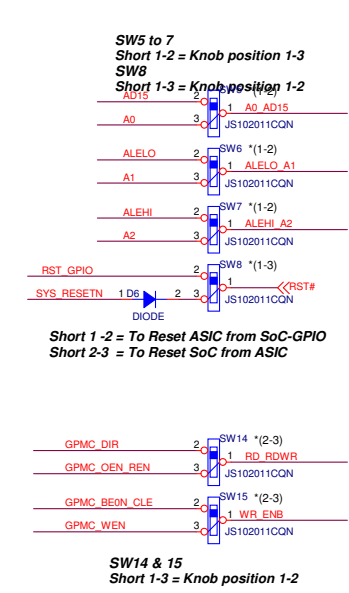 SW5 to 7
Short 1-2 = Knob position 1-3
SW8
Short 1-3 = Knob position 1-2
SW5 *(1-2)
AD15 2
1 A0_AD15
A0 3
JS102011CQN
SW6 *(1-2)
ALELO 2
1 ALELO_A1
A1 3
JS102011CQN
SW7 *(1-2)
ALEHI 2
1 ALEHI_A2
A2 3
JS102011CQN
SW8 *(1-3)
RST_GPIO 2
1 RST#
SYS_RESETN 1 D6 2 3
JS102011CQN
DIODE
Short 1 -2 = To Reset ASIC from SoC-GPIO
Short 2-3 = To Reset SoC from ASIC
SW14 *(2-3)
GPMC_DIR 2
1 RD_RDWR
GPMC_OEN_REN 3
JS102011CQN
SW15 *(2-3)
GPMC_BE0N_CLE 2
1 WR_ENB
GPMC_WEN 3
JS102011CQN
SW14 & 15
Short 1-3 = Knob position 1-2